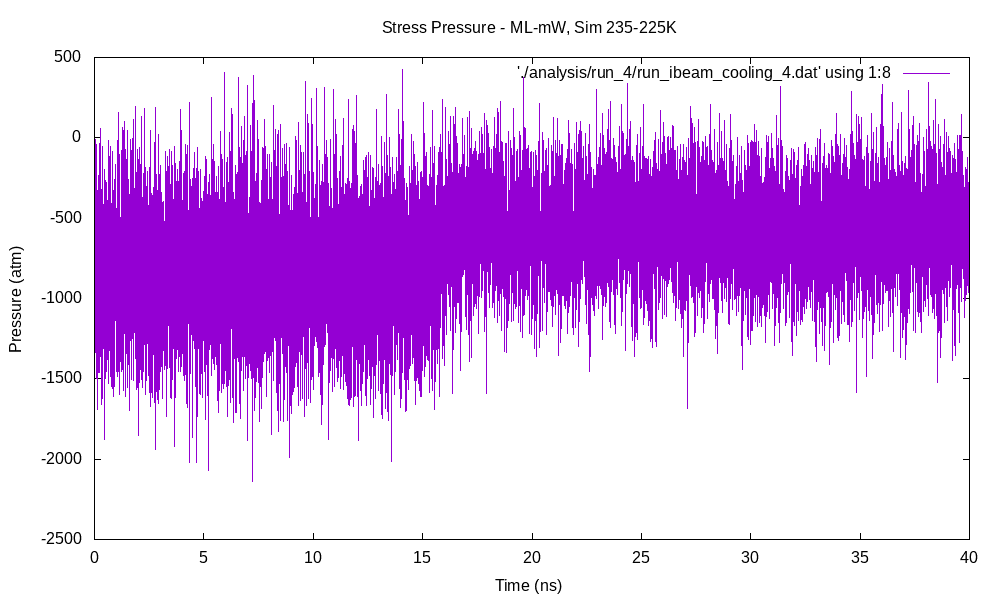 Stress Pressure - ML-mW, Sim 235-225K
'./analysis/run_4/run_ibeam_cooling_4.dat' using 1:8
500
0
-500
-1000
-1500
-2000
-2500
Pressure (atm)
0 5 10 15 20 25 30 35 40
Time (ns)